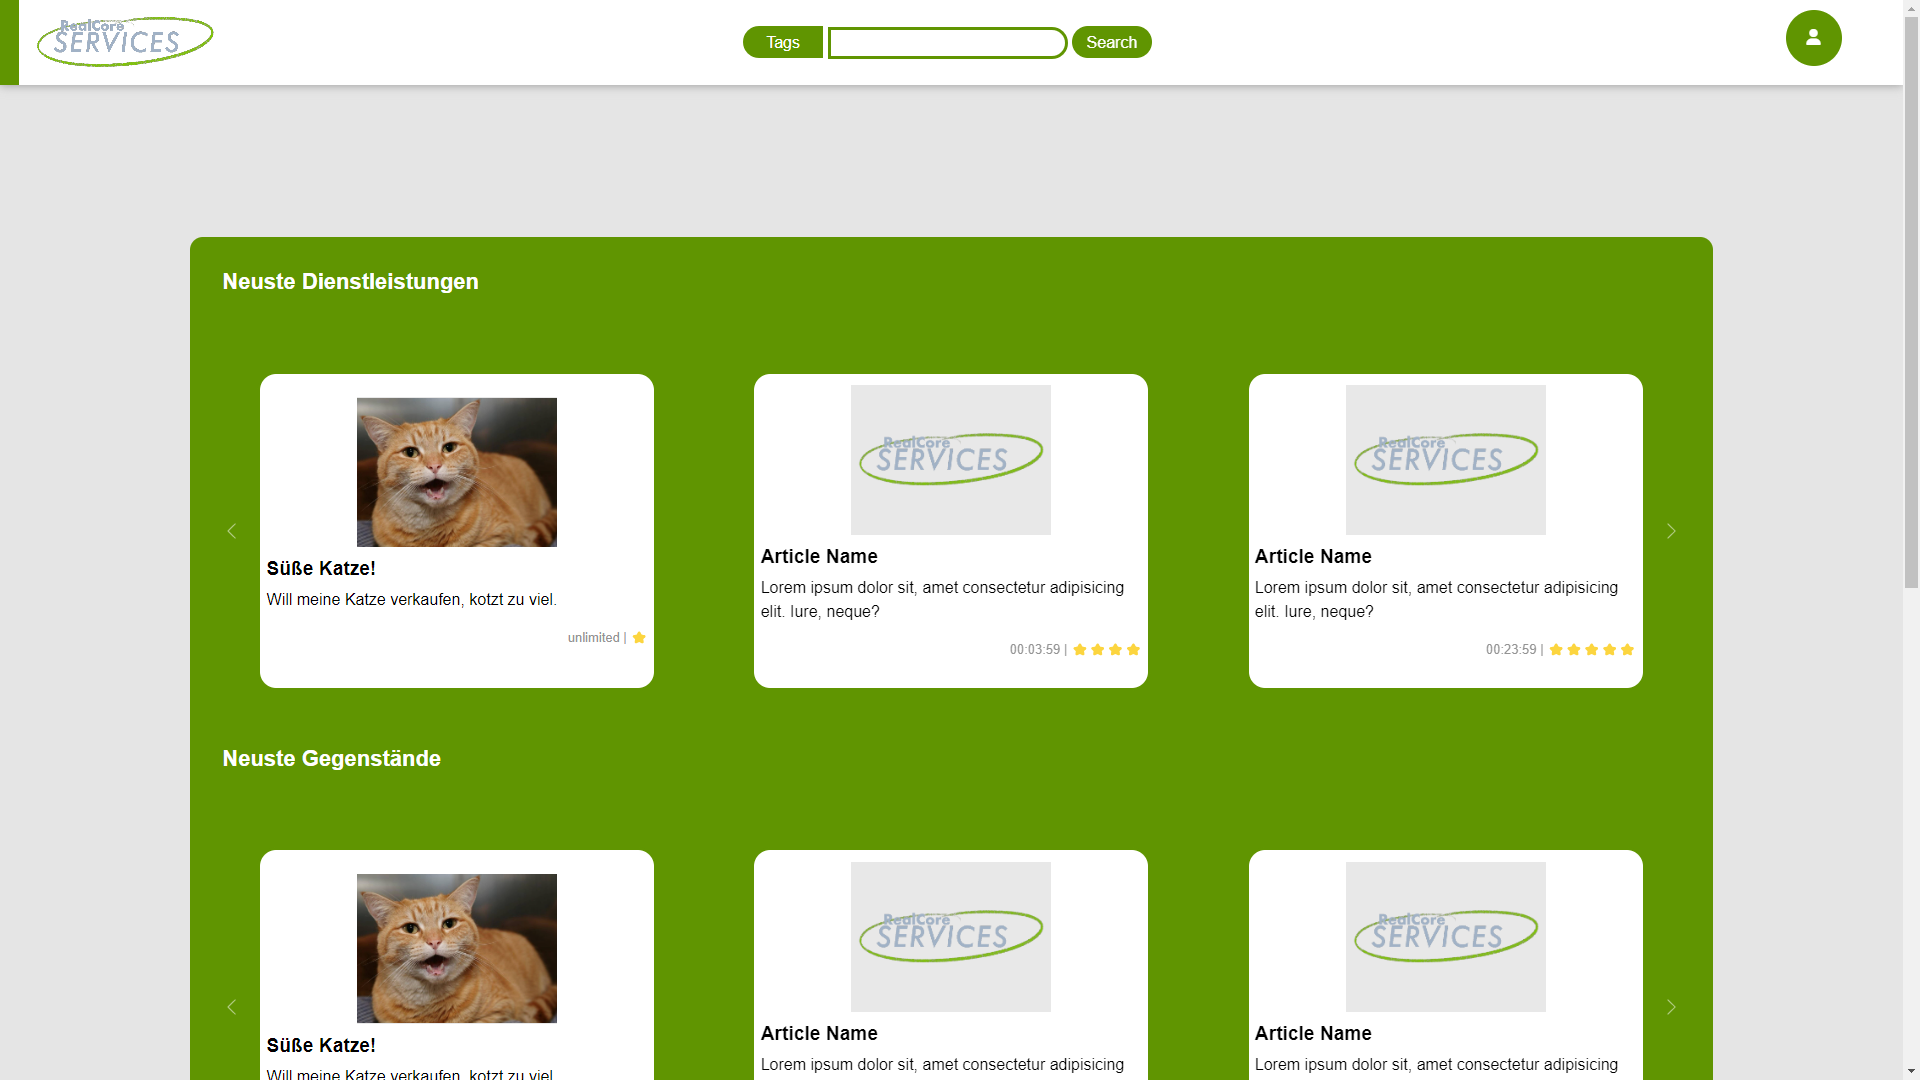 RealCore
SERVICES
Tags
Search
Neuste Dienstleistungen
Süße Katze!
Will meine Katze verkaufen, kotzt zu viel.
unlimited |
RealCore
SERVICES
Article Name
Lorem ipsum dolor sit, amet consectetur adipisicing
elit. Iure, neque?
00:03:59 |
RealCore
SERVICES
Article Name
Lorem ipsum dolor sit, amet consectetur adipisicing
elit. Iure, neque?
00:23:59 |
Neuste Gegenstände
Süße Katze!
Will meine Katze verkaufen, kotzt zu viel.
RealCore
SERVICES
Article Name
Lorem ipsum dolor sit, amet consectetur adipisicing
RealCore
SERVICES
Article Name
Lorem ipsum dolor sit, amet consectetur adipisicing